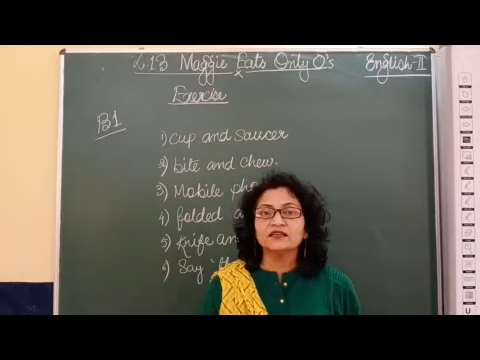 L.13 Maggie Eats Only O's English-II
Exercise
B1
1) Cup and Saucer
2) bite and chew.
3) Mobile
4) folded
5) Knife
6) Say